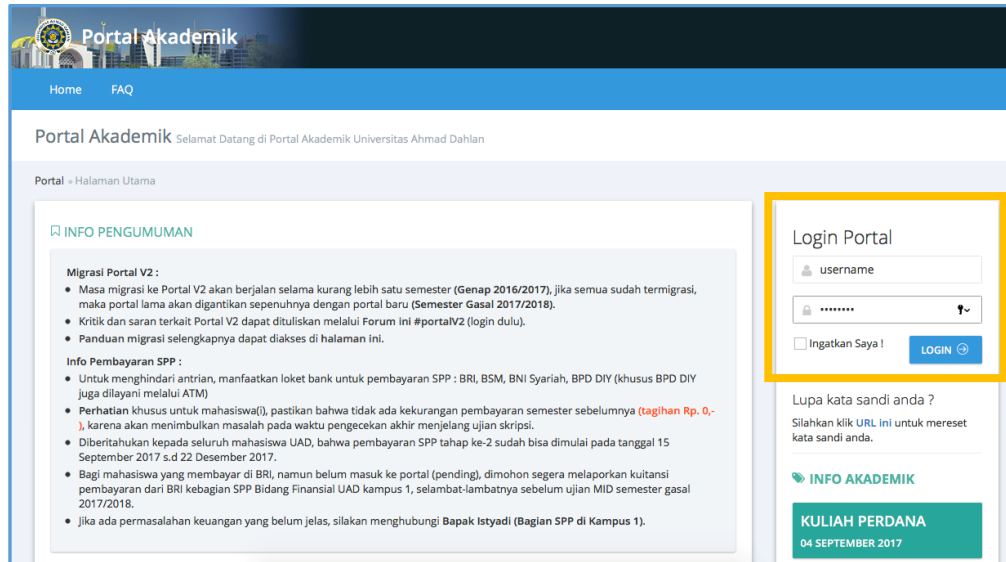 Portal Akademik
Home FAQ
Portal Akademik Selamat Datang di Portal Akademik Universitas Ahmad Dahlan
Portal » Halaman Utama
INFO PENGUMUMAN
Migrasi Portal V2 :
• Masa migrasi ke Portal V2 akan berjalan selama kurang lebih satu semester (Genap 2016/2017), jika semua sudah termigrasi,
maka portal lama akan digantikan sepenuhnya dengan portal baru (Semester Gasal 2017/2018).
• Kritik dan saran terkait Portal V2 dapat dituliskan melalui Forum ini #portalV2 (login dulu).
• Panduan migrasi selengkapnya dapat diakses di halaman ini.
Info Pembayaran SPP :
• Untuk menghindari antrian, manfaatkan loket bank untuk pembayaran SPP : BRI, BSM, BNI Syariah, BPD DIY (khusus BPD DIY
juga dilayani melalui ATM)
• Perhatian khusus untuk mahasiswa(i), pastikan bahwa tidak ada kekurangan pembayaran semester sebelumnya (tagihan Rp. 0,-
), karena akan menimbulkan masalah pada waktu pengecekan akhir menjelang ujian skripsi.
• Diberitahukan kepada seluruh mahasiswa UAD, bahwa pembayaran SPP tahap ke-2 sudah bisa dimulai pada tanggal 15
September 2017 s.d 22 Desember 2017.
• Bagi mahasiswa yang membayar di BRI, namun belum masuk ke portal (pending), dimohon segera melaporkan kuitansi
pembayaran dari BRI kebagian SPP Bidang Finansial UAD kampus 1, selambat-lambatnya sebelum ujian MID semester gasal
2017/2018.
• Jika ada permasalahan keuangan yang belum jelas, silakan menghubungi Bapak Istyadi (Bagian SPP di Kampus 1).
Login Portal
username
••••••••
Ingatkan Saya !
LOGIN
Lupa kata sandi anda ?
Silahkan klik URL ini untuk mereset
kata sandi anda.
INFO AKADEMIK
KULIAH PERDANA
04 SEPTEMBER 2017